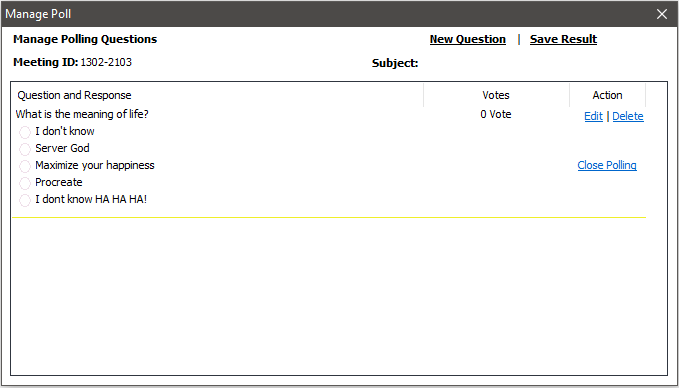 Manage Poll
Manage Polling Questions New Question | Save Result
Meeting ID: 1302-2103 Subject:
Question and Response Votes Action
What is the meaning of life? 0 Vote Edit | Delete
I don't know
Server God
Maximize your happiness Close Polling
Procreate
I dont know HA HA HA!